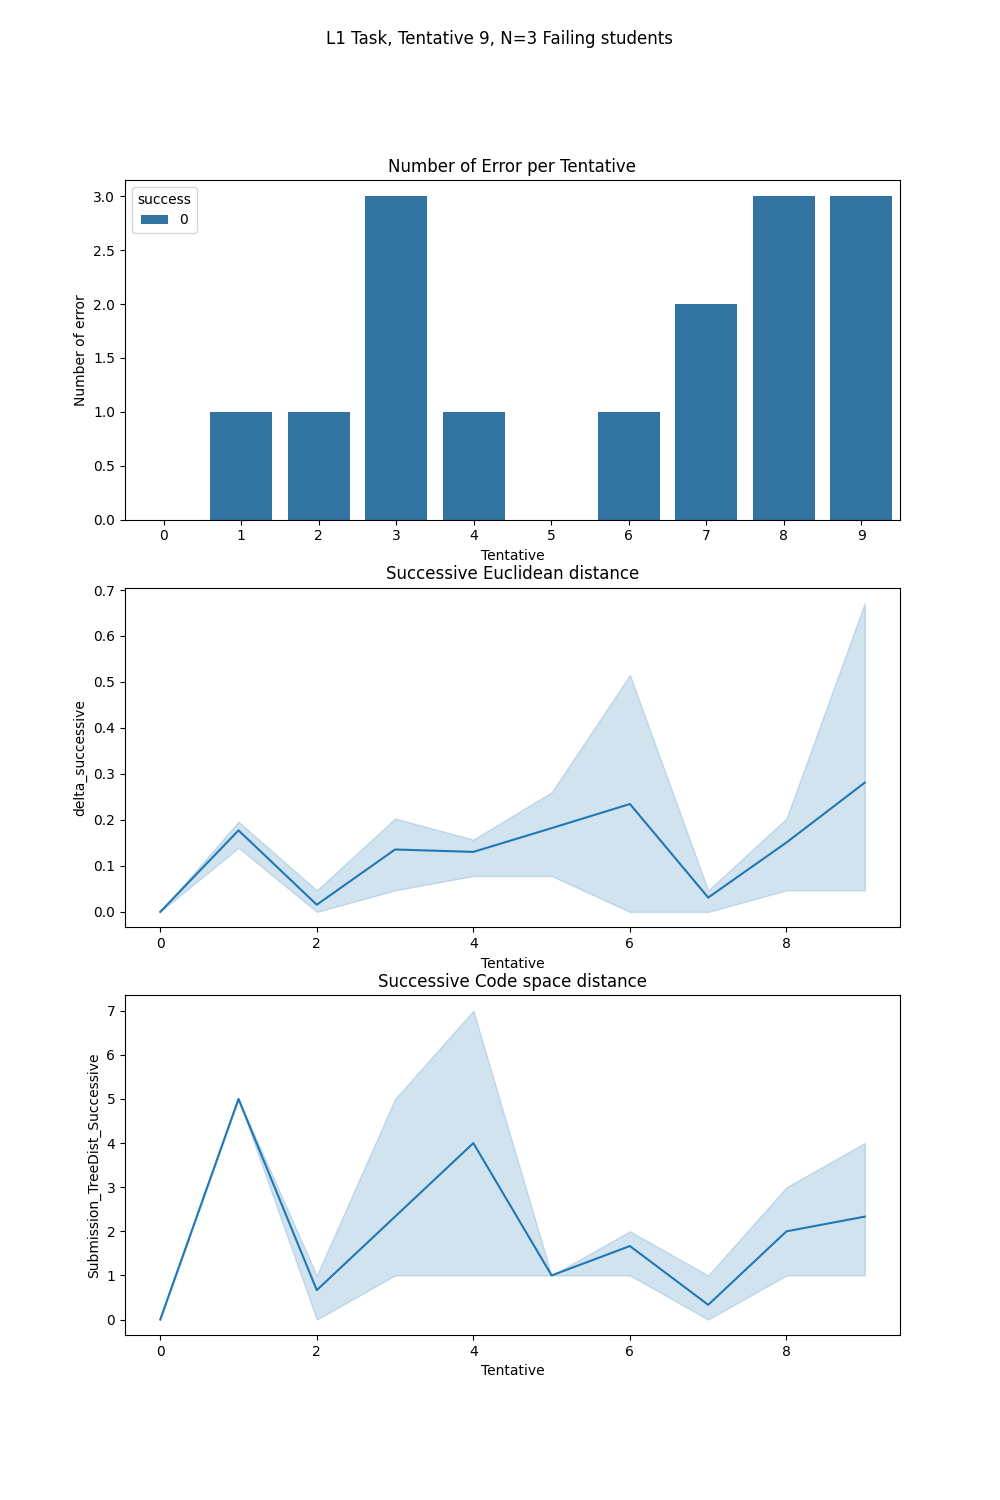 L1 Task, Tentative 9, N=3 Failing students
Number of Error per Tentative
success
0
Number of error
3.0
2.5
2.0
1.5
1.0
0.5
0.0
0 1 2 3 4 5 6 7 8 9
Tentative
Successive Euclidean distance
delta_successive
0.7
0.6
0.5
0.4
0.3
0.2
0.1
0.0
0 2 4 6 8
Tentative
Successive Code space distance
Submission_TreeDist_Successive
7
6
5
4
3
2
1
0
0 2 4 6 8
Tentative